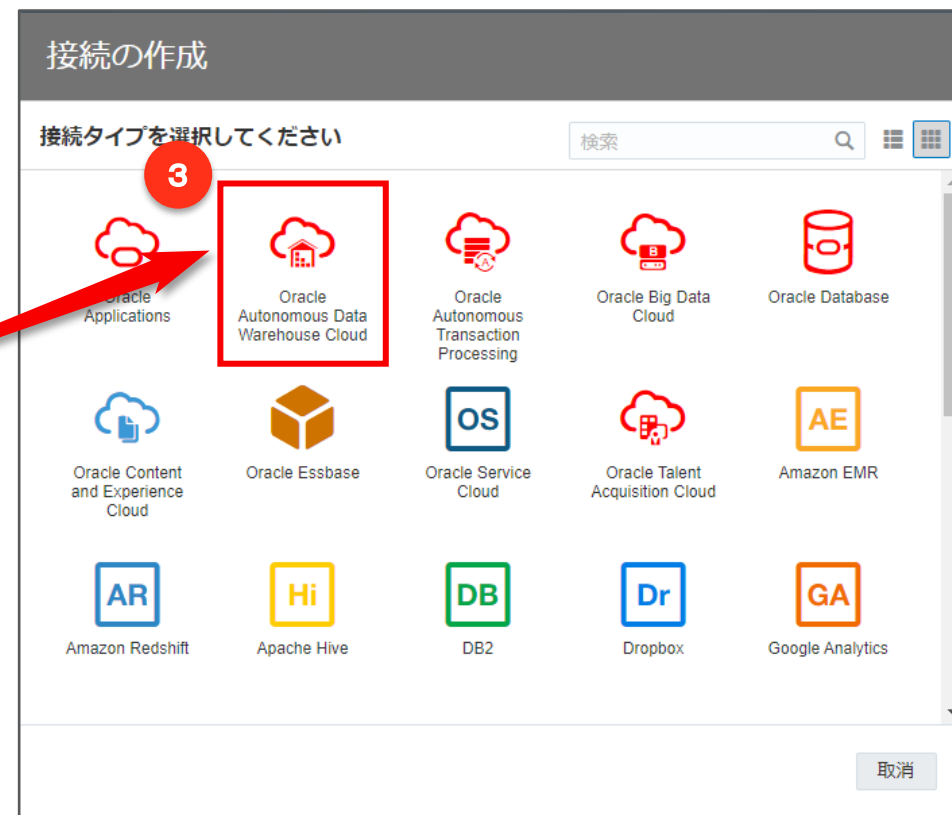 接続の作成
接続タイプを選択してください
検索
3
Oracle
Applications
Oracle
Autonomous Data
Warehouse Cloud
Oracle
Autonomous
Transaction
Processing
Oracle Big Data
Cloud
Oracle Database
B
A
OS
AE
Oracle Content
and Experience
Cloud
Oracle Essbase
Oracle Service
Cloud
Oracle Talent
Acquisition Cloud
Amazon EMR
AR
Hi
DB
Dr
GA
Amazon Redshift
Apache Hive
DB2
Dropbox
Google Analytics
取消